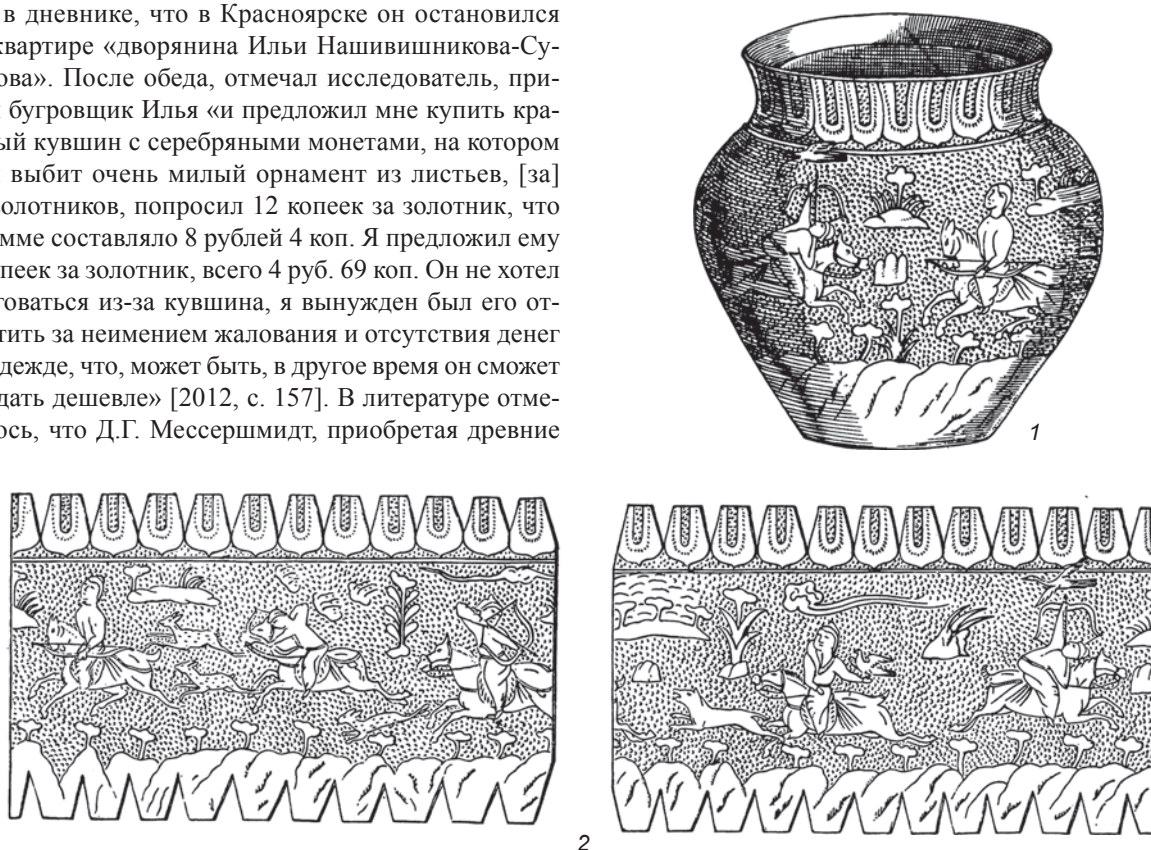 в дневнике, что в Красноярске он остановился
квартире «дворянина Ильи Нашивишникова-Су-
ова». После обеда, отмечал исследователь, при-
бугровщик Илья «и предложил мне купить кра-
ый кувшин с серебряными монетами, на котором
выбит очень милый орнамент из листьев, [за]
олотников, попросил 12 копеек за золотник, что
мме составляло 8 рублей 4 коп. Я предложил ему
пеек за золотник, всего 4 руб. 69 коп. Он не хотел
говаться из-за кувшина, я вынужден был его от-
тить за неимением жалования и отсутствия денег
дежде, что, может быть, в другое время он сможет
дать дешевле» [2012, с. 157]. В литературе отме-
ось, что Д.Г. Мессершмидт, приобретая древние
1
2